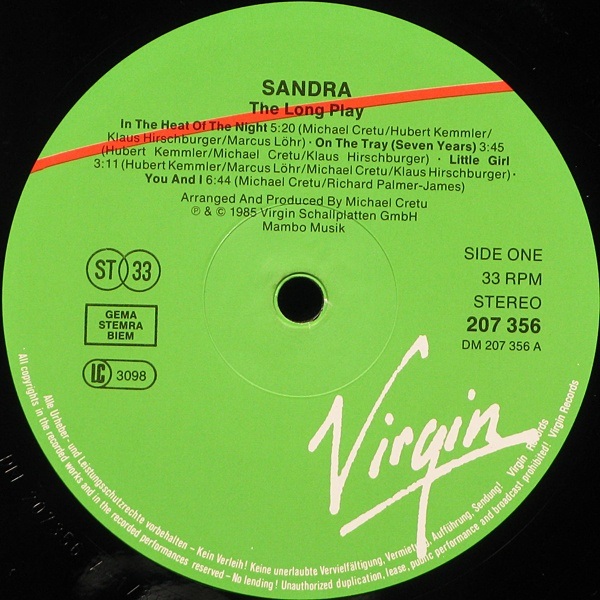 SANDRA
The Long Play
In The Heat Of The Night 5:20 (Michael Cretu/Hubert Kemmler/
Klaus Hirschburger/Marcus Löhr) · On The Tray (Seven Years) 3:45
(Hubert Kemmler/Michael Cretu/Klaus Hirschburger) · Little Girl
3:11 (Hubert Kemmler/Marcus Löhr/Michael Cretu/Klaus Hirschburger) ·
You And I 6:44 (Michael Cretu/Richard Palmer-James)
Arranged And Produced By Michael Cretu
℗ & © 1985 Virgin Schallplatten GmbH
Mambo Musik
ST 33
GEMA
STEMRA
BIEM
LC 3098
SIDE ONE
33 RPM
STEREO
207 356
DM 207 356 A
Virgin
Alle Urheber- und Leistungsschutzrechte vorbehalten – Kein Verleih! Keine unerlaubte Vervielfältigung, Vermietung, Aufführung, Sendung! Virgin Records
· All copyrights in the recorded works and in the recorded performances reserved – No lending! Unauthorized duplication, lease, public performance and broadcast prohibited! Virgin Records